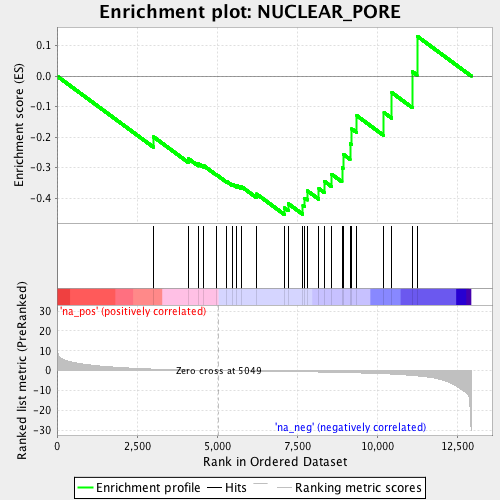 Enrichment plot: NUCLEAR_PORE
Enrichment score (ES)
0.1
0.0
-0.1
-0.2
-0.3
-0.4
'na_pos' (positively correlated)
Ranked list metric (PreRanked)
30
20
10
0
-10
-20
-30
Zero cross at 5049
'na_neg' (negatively correlated)
0
2,500
5,000
7,500
10,000
12,500
Rank in Ordered Dataset
Enrichment profile
Hits
Ranking metric scores